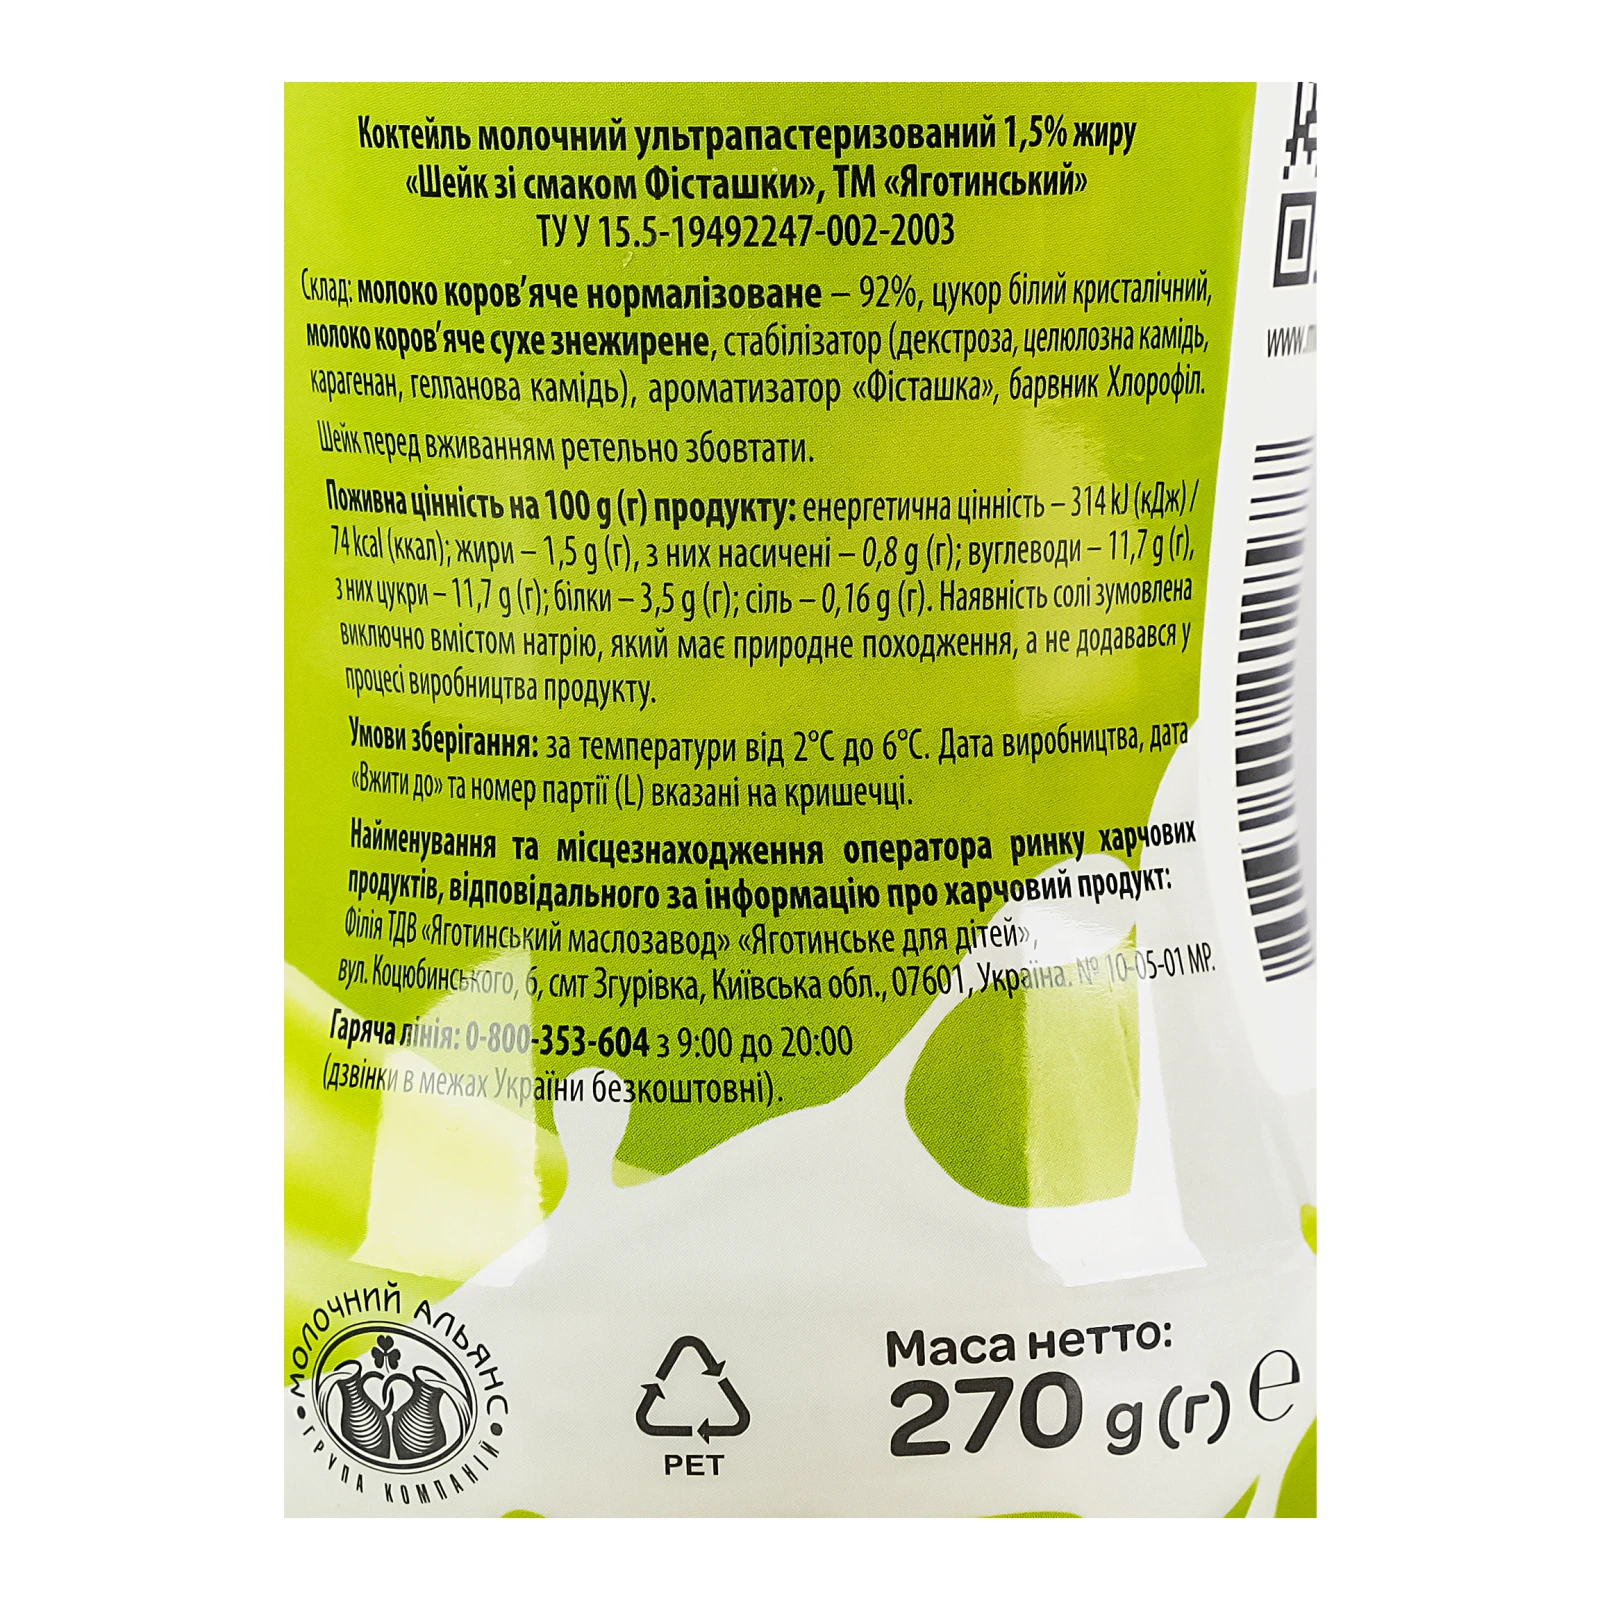 Коктейль молочний ультрапастеризований 1,5% жиру
«Шейк зі смаком Фісташки», ТМ «Яготинський»
ТУ У 15.5-19492247-002-2003
Склад: молоко коров’яче нормалізоване – 92%, цукор білий кристалічний,
молоко коров’яче сухе знежирене, стабілізатор (декстроза, целюлозна камідь,
карагенан, гелланова камідь), ароматизатор «Фісташка», барвник Хлорофіл.
Шейк перед вживанням ретельно збовтати.
Поживна цінність на 100 g (г) продукту: енергетична цінність – 314 kJ (кДж) /
74 kcal (ккал); жири – 1,5 g (г), з них насичені – 0,8 g (г); вуглеводи – 11,7 g (г),
з них цукри – 11,7 g (г); білки – 3,5 g (г); сіль – 0,16 g (г). Наявність солі зумовлена
виключно вмістом натрію, який має природне походження, а не додавався у
процесі виробництва продукту.
Умови зберігання: за температури від 2°С до 6°С. Дата виробництва, дата
«Вжити до» та номер партії (L) вказані на кришечці.
Найменування та місцезнаходження оператора ринку харчових
продуктів, відповідального за інформацію про харчовий продукт:
Філія ТДВ «Яготинський маслозавод» «Яготинське для дітей»,
вул. Коцюбинського, 6, смт Згурівка, Київська обл., 07601, Україна. № 10-05-01 МР.
Гаряча лінія: 0-800-353-604 з 9:00 до 20:00
(дзвінки в межах України безкоштовні).
МОЛОЧНИЙ АЛЬЯНС
• ГРУПА КОМПАНІЙ •
PET
Маса нетто:
270 g (г) ℮
www.